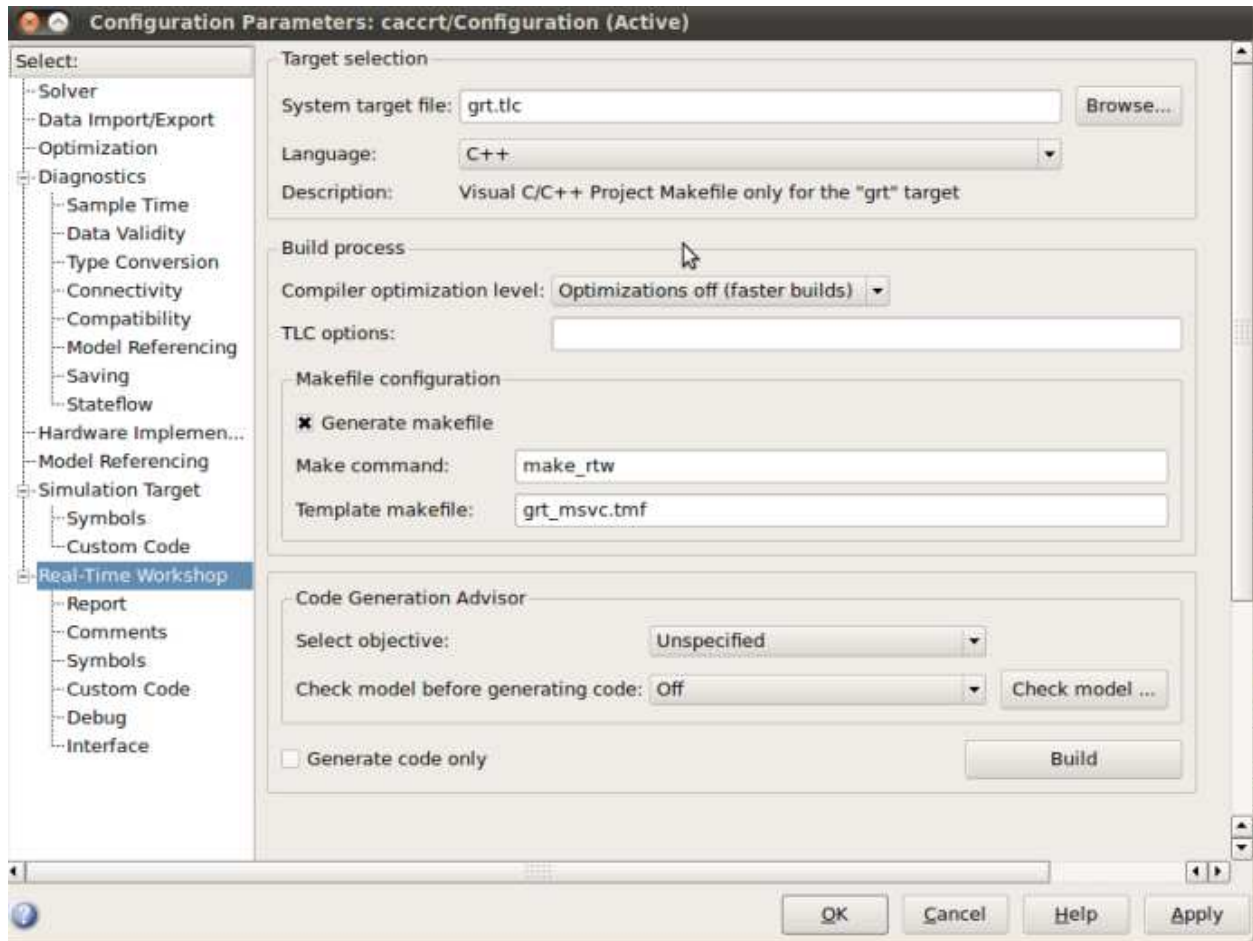 Configuration Parameters: caccrt/Configuration (Active)
Select:
Solver
Data Import/Export
Optimization
Diagnostics
Sample Time
Data Validity
Type Conversion
Connectivity
Compatibility
Model Referencing
Saving
Stateflow
Hardware Implemen...
Model Referencing
Simulation Target
Symbols
Custom Code
Real-Time Workshop
Report
Comments
Symbols
Custom Code
Debug
Interface
Target selection
System target file: grt.tlc Browse...
Language: C++
Description: Visual C/C++ Project Makefile only for the "grt" target
Build process
Compiler optimization level: Optimizations off (faster builds)
TLC options:
Makefile configuration
Generate makefile
Make command: make_rtw
Template makefile: grt_msvc.tmf
Code Generation Advisor
Select objective: Unspecified
Check model before generating code: Off Check model ...
Generate code only Build
OK Cancel Help Apply